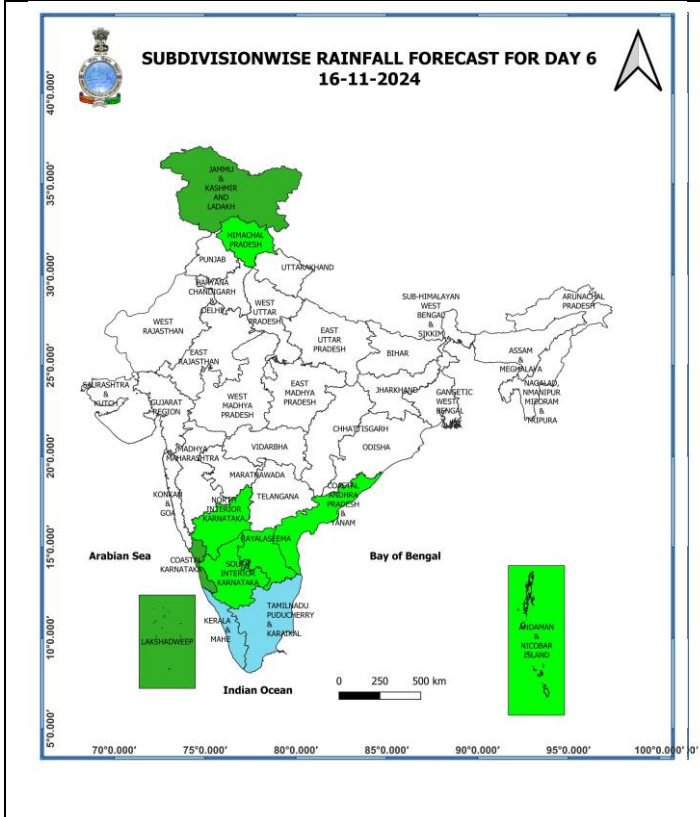 SUBDIVISIONWISE RAINFALL FORECAST FOR DAY 6
16-11-2024
40°0.000'
35°0.000'
30°0.000'
25°0.000'
20°0.000'
15°0.000'
10°0.000'
5°0.000'
JAMMU
&
KASHMIR
AND
LADAKH
HIMACHAL
PRADESH
PUNJAB
UTTARAKHAND
HARYANA
CHANDIGARH
&
DELHI
WEST
UTTAR
PRADESH
SUB-HIMALAYAN
WEST
BENGAL
&
SIKKIM
ARUNACHAL
PRADESH
WEST
RAJASTHAN
EAST
UTTAR
PRADESH
EAST
RAJASTHAN
BIHAR
ASSAM
&
MEGHALAYA
SAURASHTRA
&
KUTCH
GUJARAT
REGION
WEST
MADHYA
PRADESH
EAST
MADHYA
PRADESH
JHARKHAND
GANGETIC
WEST
BENGAL
NAGALAD,
NMANIPUR
MIZORAM
&
TRIPURA
CHHATTISGARH
ODISHA
MADHYA
MAHARASHTRA
VIDARBHA
MARATHAWADA
TELANGANA
KONKAN
&
GOA
NORTH
INTERIOR
KARNATAKA
COASTAL
ANDHRA
PRADESH
&
YANAM
RAYALASEEMA
Arabian Sea
Bay of Bengal
COASTAL
KARNATAKA
SOUTH
INTERIOR
KARNATAKA
TAMILNADU
PUDUCHERRY
&
KARAIKAL
KERALA
&
MAHE
LAKSHADWEEP
ANDAMAN
&
NICOBAR
ISLAND
Indian Ocean
0 250 500 km
70°0.000' 75°0.000' 80°0.000' 85°0.000' 90°0.000' 95°0.000' 100°0.000'